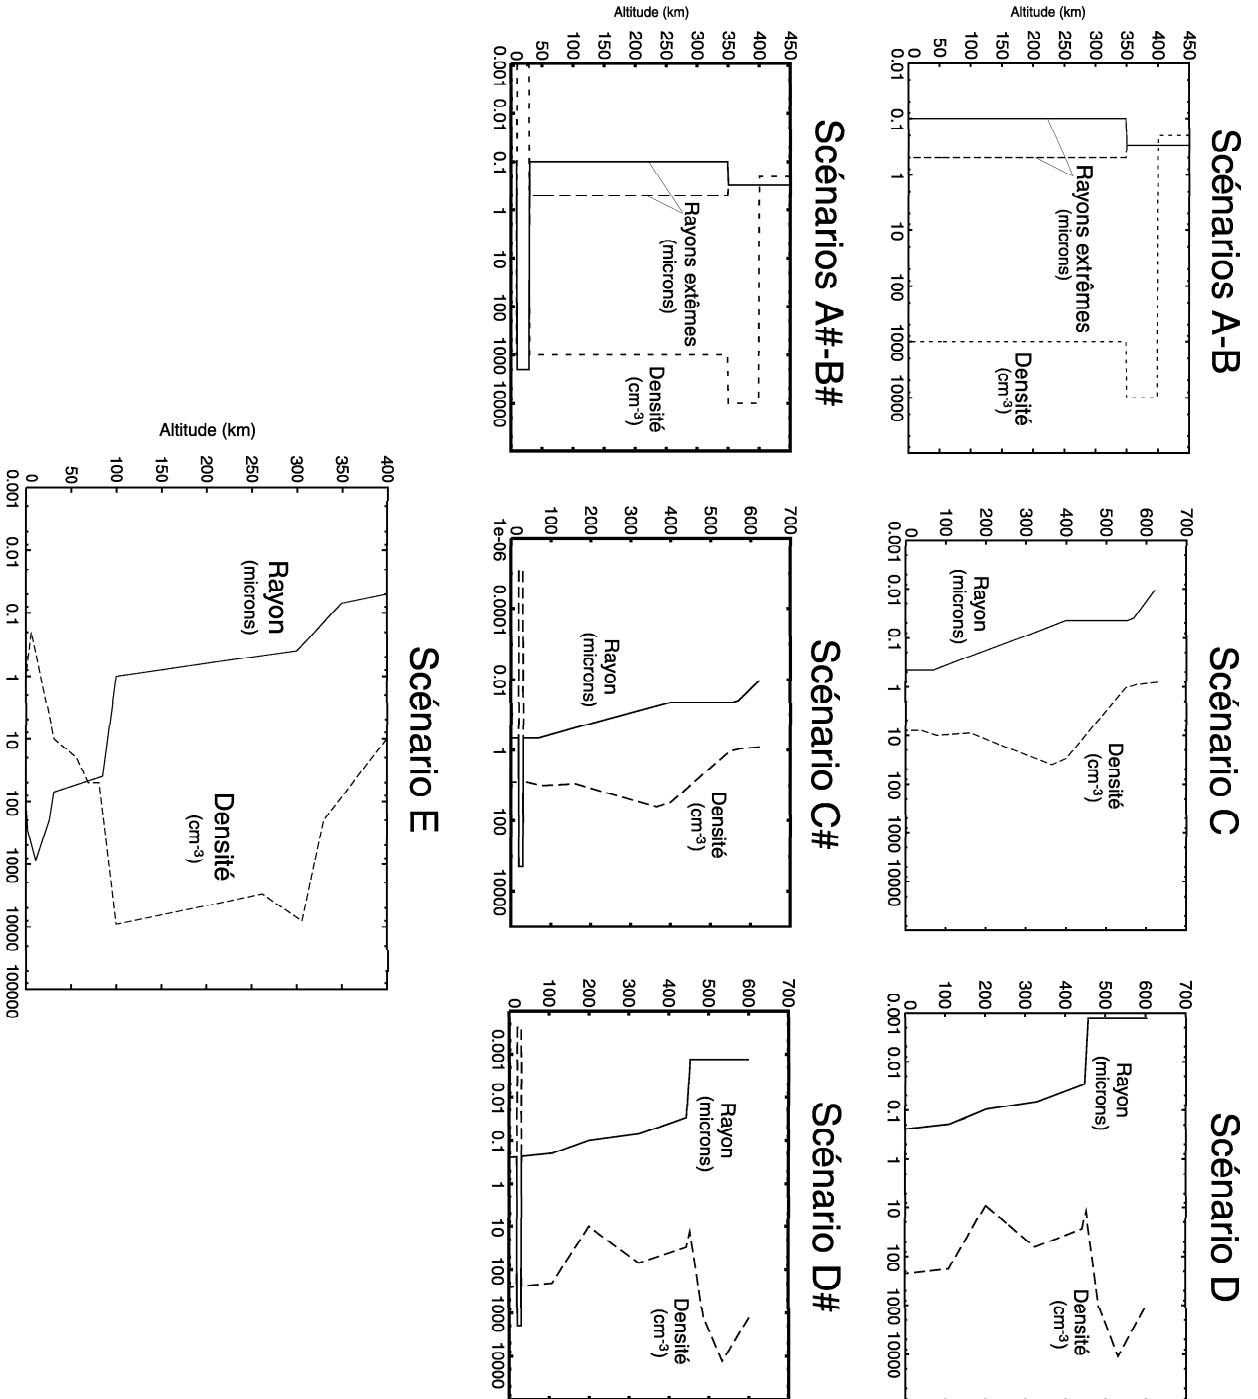 Scénarios A-B
Altitude (km)
450
400
350
300
250
200
150
100
50
0
0.01
0.1
1
10
100
1000
10000
Rayons extrêmes
(microns)
Densité
(cm-3)
Scénario C
700
600
500
400
300
200
100
0
0.001
0.01
0.1
1
10
100
1000
10000
Rayon
(microns)
Densité
(cm-3)
Scénario D
700
600
500
400
300
200
100
0
0.001
0.01
0.1
1
10
100
1000
10000
Rayon
(microns)
Densité
(cm-3)
Scénarios A#-B#
Altitude (km)
450
400
350
300
250
200
150
100
50
0
0.001
0.01
0.1
1
10
100
1000
10000
Rayons extêmes
(microns)
Densité
(cm-3)
Scénario C#
700
600
500
400
300
200
100
0
1e-06
0.0001
0.01
1
100
10000
Rayon
(microns)
Densité
(cm-3)
Scénario D#
700
600
500
400
300
200
100
0
0.001
0.01
0.1
1
10
100
1000
10000
Rayon
(microns)
Densité
(cm-3)
Scénario E
Altitude (km)
400
350
300
250
200
150
100
50
0
0.001
0.01
0.1
1
10
100
1000
10000
100000
Rayon
(microns)
Densité
(cm-3)